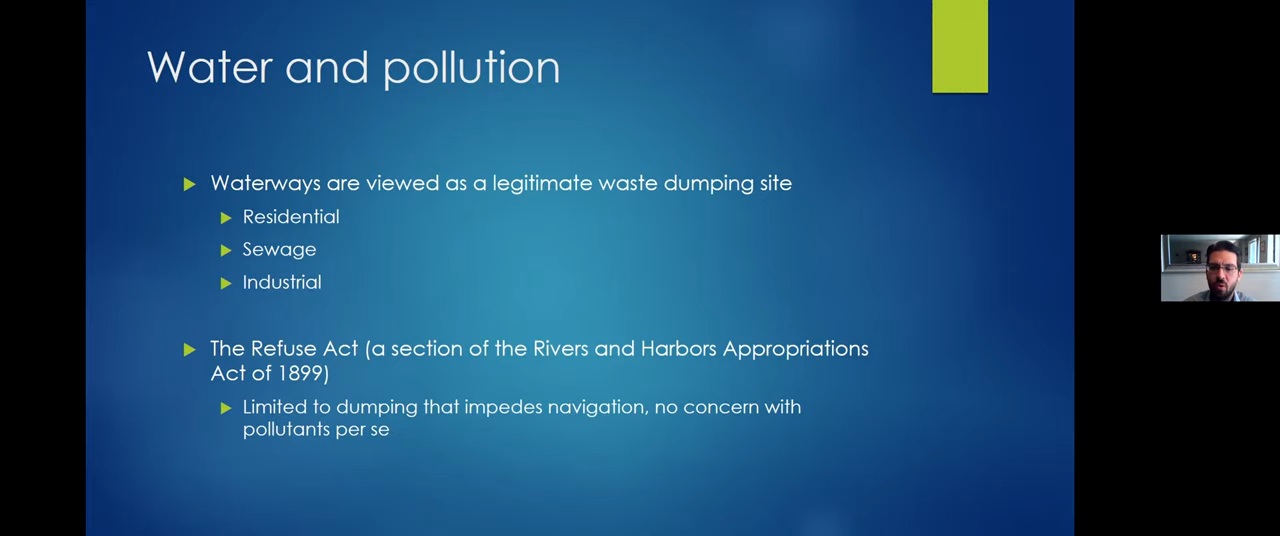 Water and pollution
Waterways are viewed as a legitimate waste dumping site
Residential
Sewage
Industrial
The Refuse Act (a section of the Rivers and Harbors Appropriations
Act of 1899)
Limited to dumping that impedes navigation, no concern with
pollutants per se